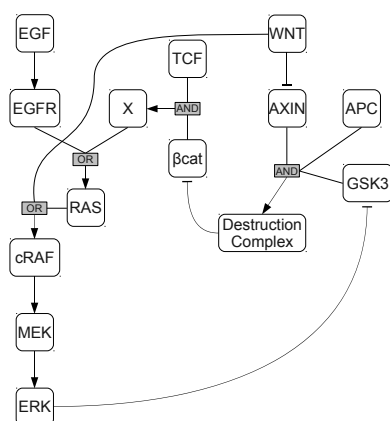 EGF
TCF
WNT
EGFR
X
AND
AXIN
APC
OR
βcat
AND
GSK3
OR
RAS
Destruction
Complex
cRAF
MEK
ERK